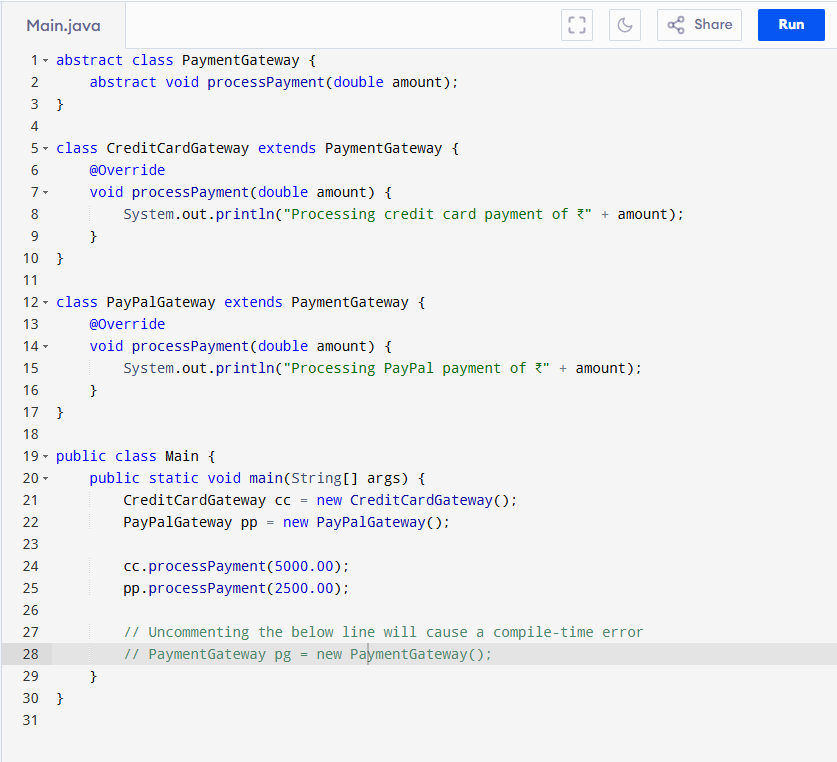 Main.java
Share
Run
1 abstract class PaymentGateway {
2     abstract void processPayment(double amount);
3 }
4
5 class CreditCardGateway extends PaymentGateway {
6     @Override
7     void processPayment(double amount) {
8         System.out.println("Processing credit card payment of ₹" + amount);
9     }
10 }
11
12 class PayPalGateway extends PaymentGateway {
13     @Override
14     void processPayment(double amount) {
15         System.out.println("Processing PayPal payment of ₹" + amount);
16     }
17 }
18
19 public class Main {
20     public static void main(String[] args) {
21         CreditCardGateway cc = new CreditCardGateway();
22         PayPalGateway pp = new PayPalGateway();
23
24         cc.processPayment(5000.00);
25         pp.processPayment(2500.00);
26
27         // Uncommenting the below line will cause a compile-time error
28         // PaymentGateway pg = new PaymentGateway();
29     }
30 }
31